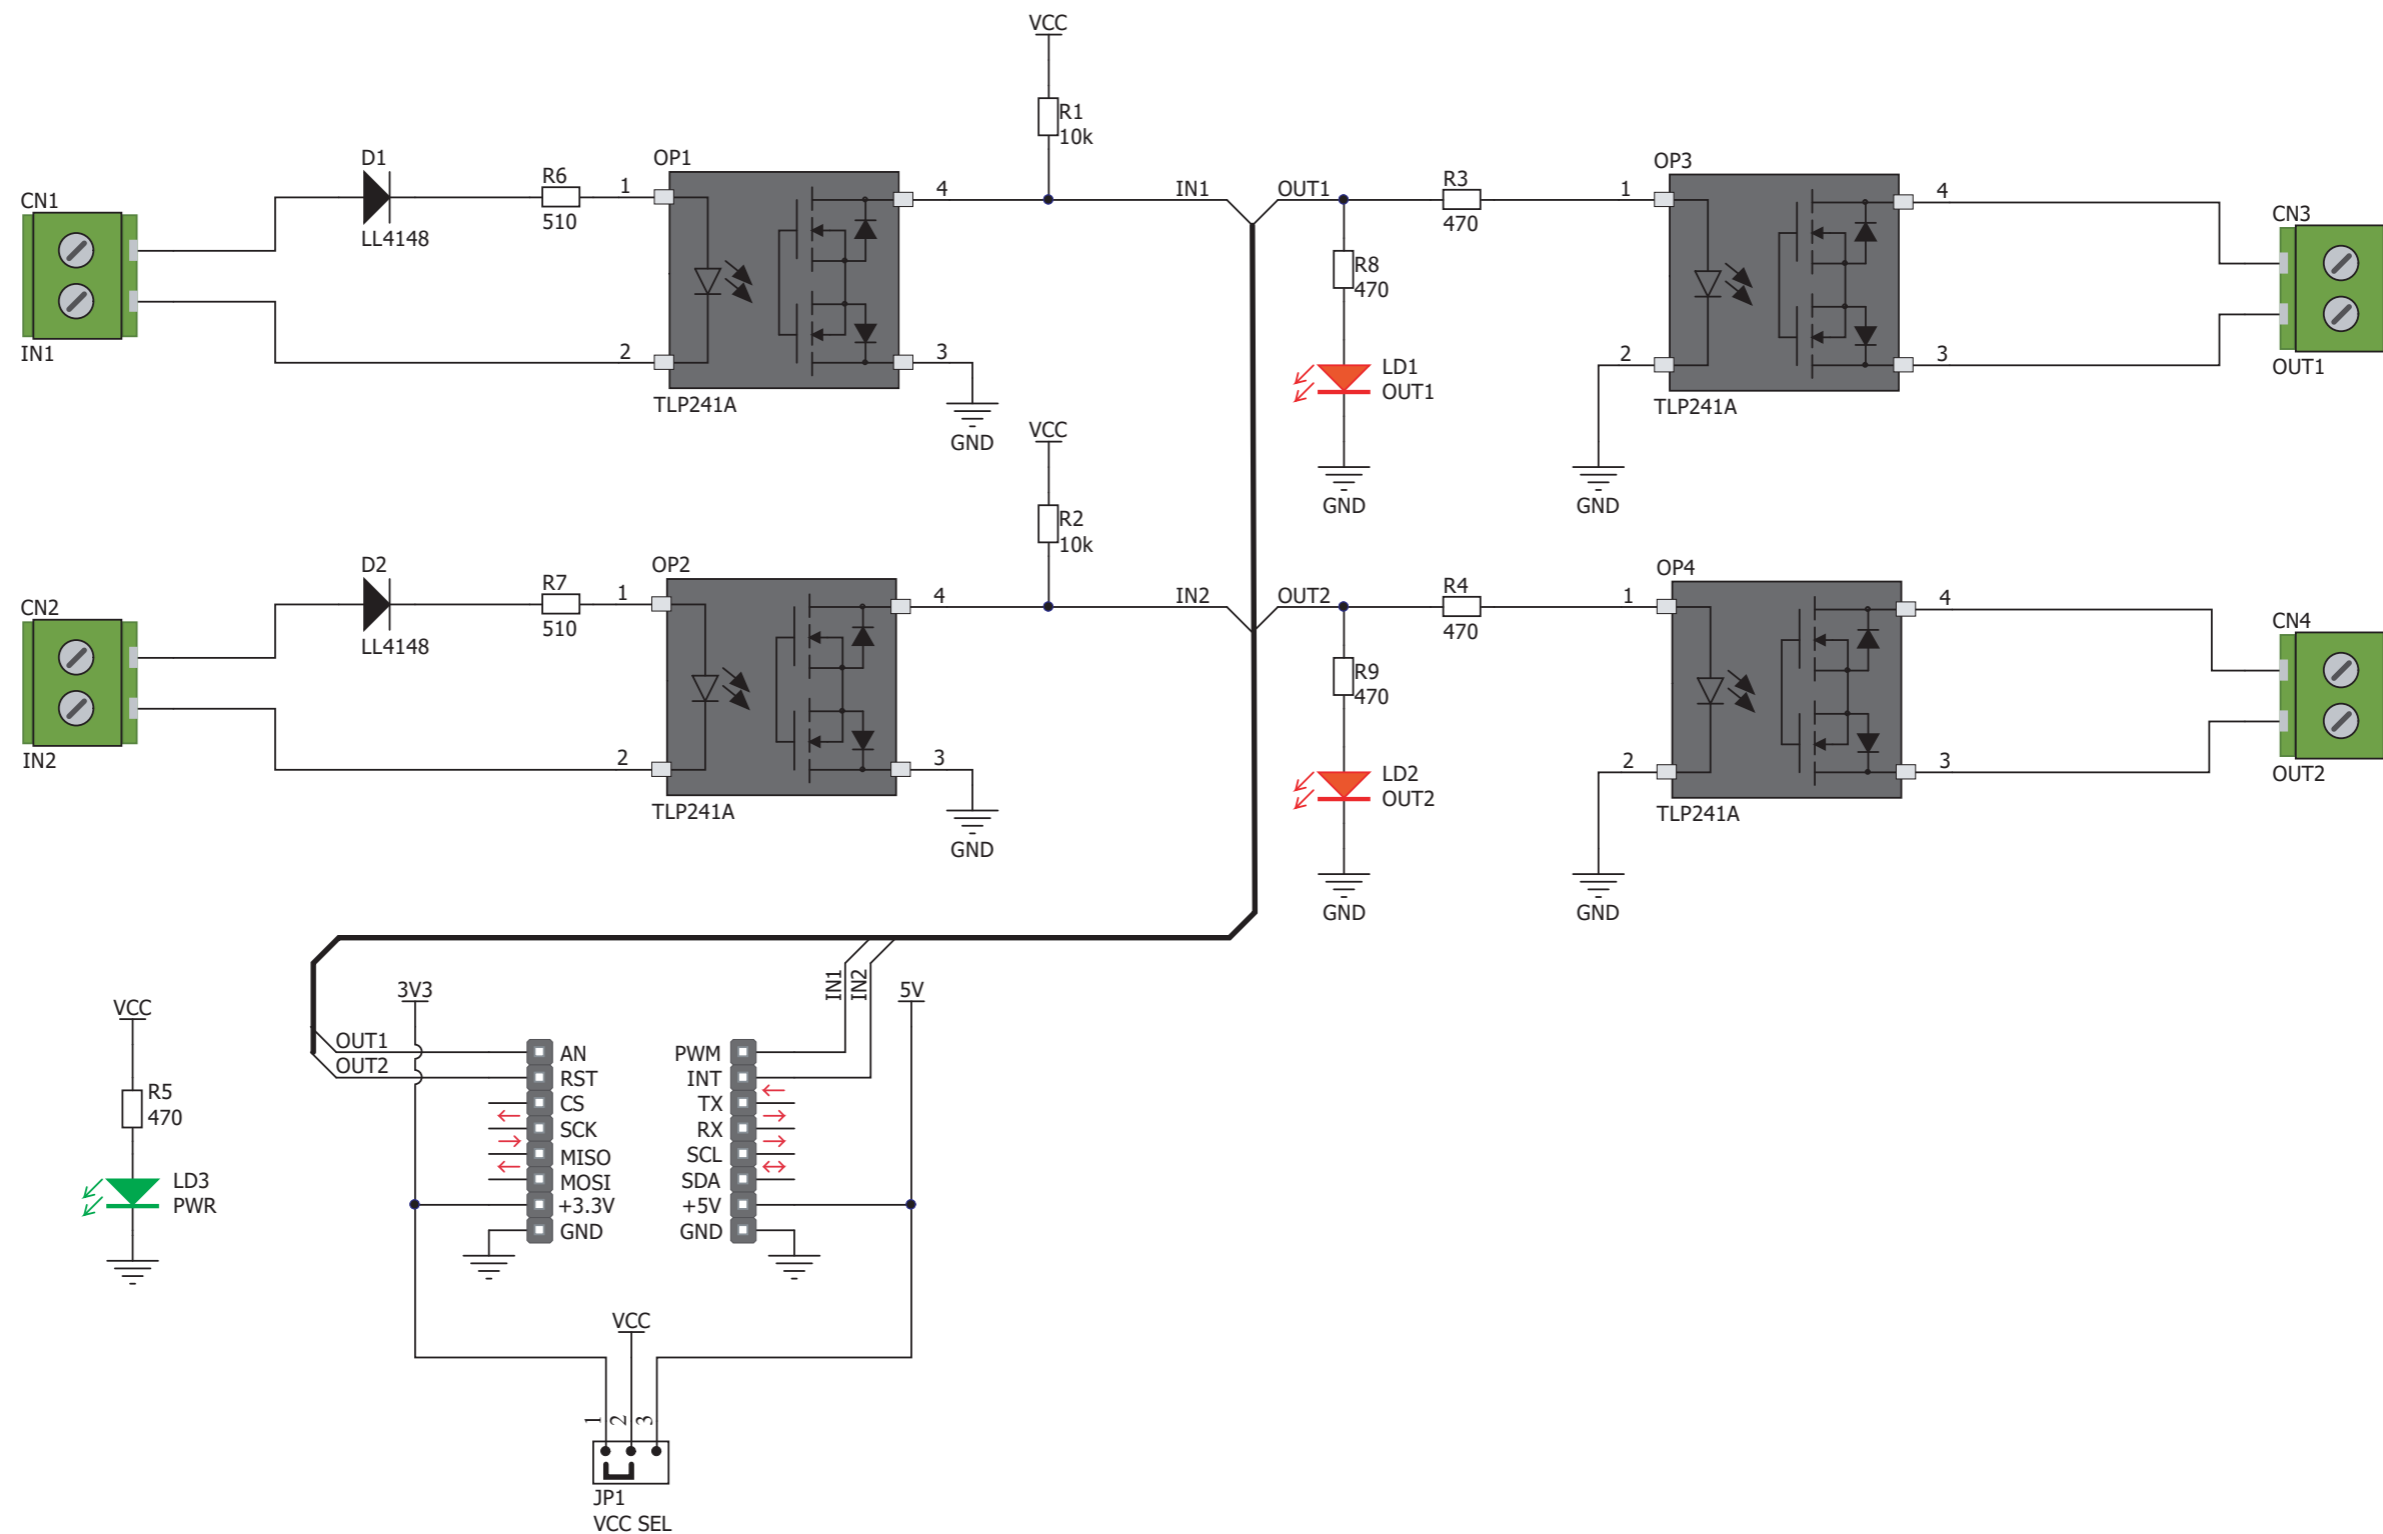 VCC
R1
10k
CN1
IN1
D1
LL4148
R6
510
OP1
1
2
4
3
TLP241A
GND
IN1
OUT1
R3
470
R8
470
LD1
OUT1
GND
OP3
1
2
4
3
TLP241A
GND
CN3
OUT1
VCC
R2
10k
CN2
IN2
D2
LL4148
R7
510
OP2
1
2
4
3
TLP241A
GND
IN2
OUT2
R4
470
R9
470
LD2
OUT2
GND
OP4
1
2
4
3
TLP241A
GND
CN4
OUT2
VCC
R5
470
LD3
PWR
3V3
IN1
IN2
5V
OUT1
OUT2
AN
RST
CS
SCK
MISO
MOSI
+3.3V
GND
PWM
INT
TX
RX
SCL
SDA
+5V
GND
VCC
1
2
3
JP1
VCC SEL